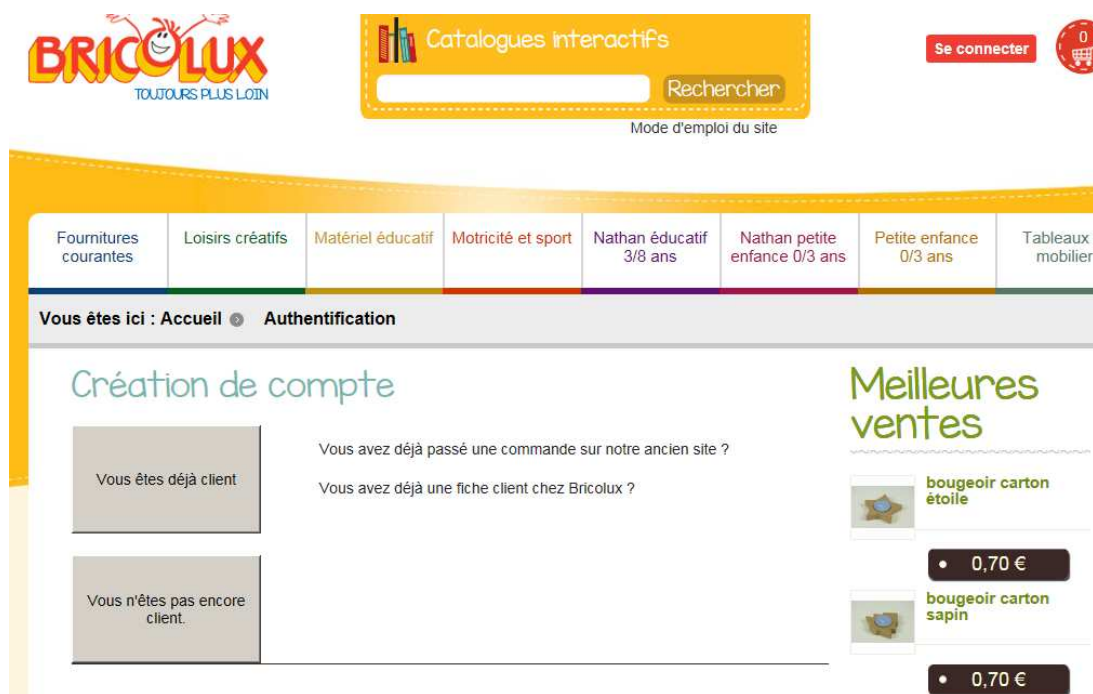 BRICOLUX
TOUJOURS PLUS LOIN
Catalogues interactifs
Rechercher
Mode d'emploi du site
Se connecter
0
Fournitures
courantes
Loisirs créatifs
Matériel éducatif
Motricité et sport
Nathan éducatif
3/8 ans
Nathan petite
enfance 0/3 ans
Petite enfance
0/3 ans
Tableaux
mobilier
Vous êtes ici : Accueil Authentification
Création de compte
Vous êtes déjà client
Vous avez déjà passé une commande sur notre ancien site ?
Vous avez déjà une fiche client chez Bricolux ?
Vous n'êtes pas encore
client.
Meilleures
ventes
bougeoir carton
étoile
0,70 €
bougeoir carton
sapin
0,70 €